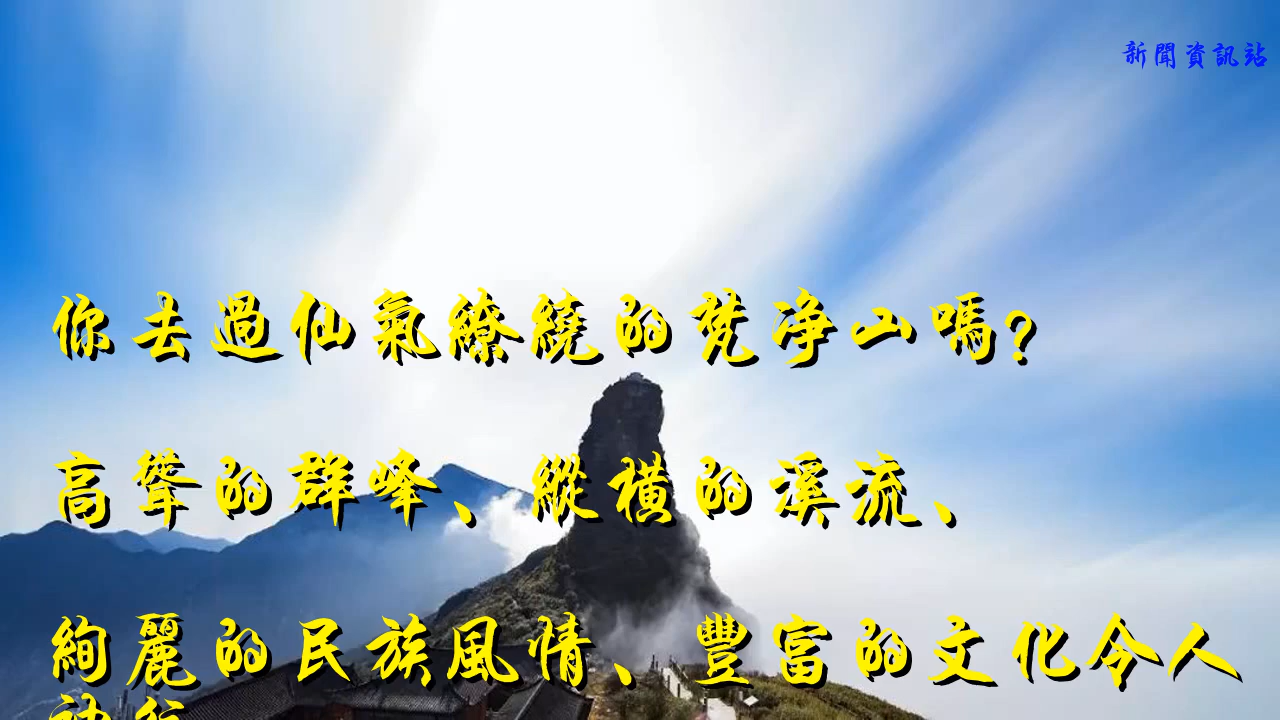 新聞資訊站
你去過仙氣繚繞的梵净山嗎?
高聳的群峰、縱橫的溪流、
絢麗的民族風情、豐富的文化令人